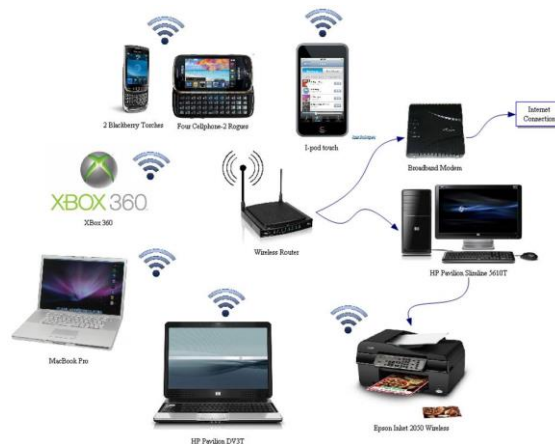 2 Blackberry Torches
Four Cellphone-2 Rogues
I-pod touch
Internet
Connection
Broadband Modem
XBOX 360
XBox 360
Wireless Router
HP Pavilion Slimline 5610T
MacBook Pro
HP Pavilion DV3T
Epson Inket 2050 Wireless